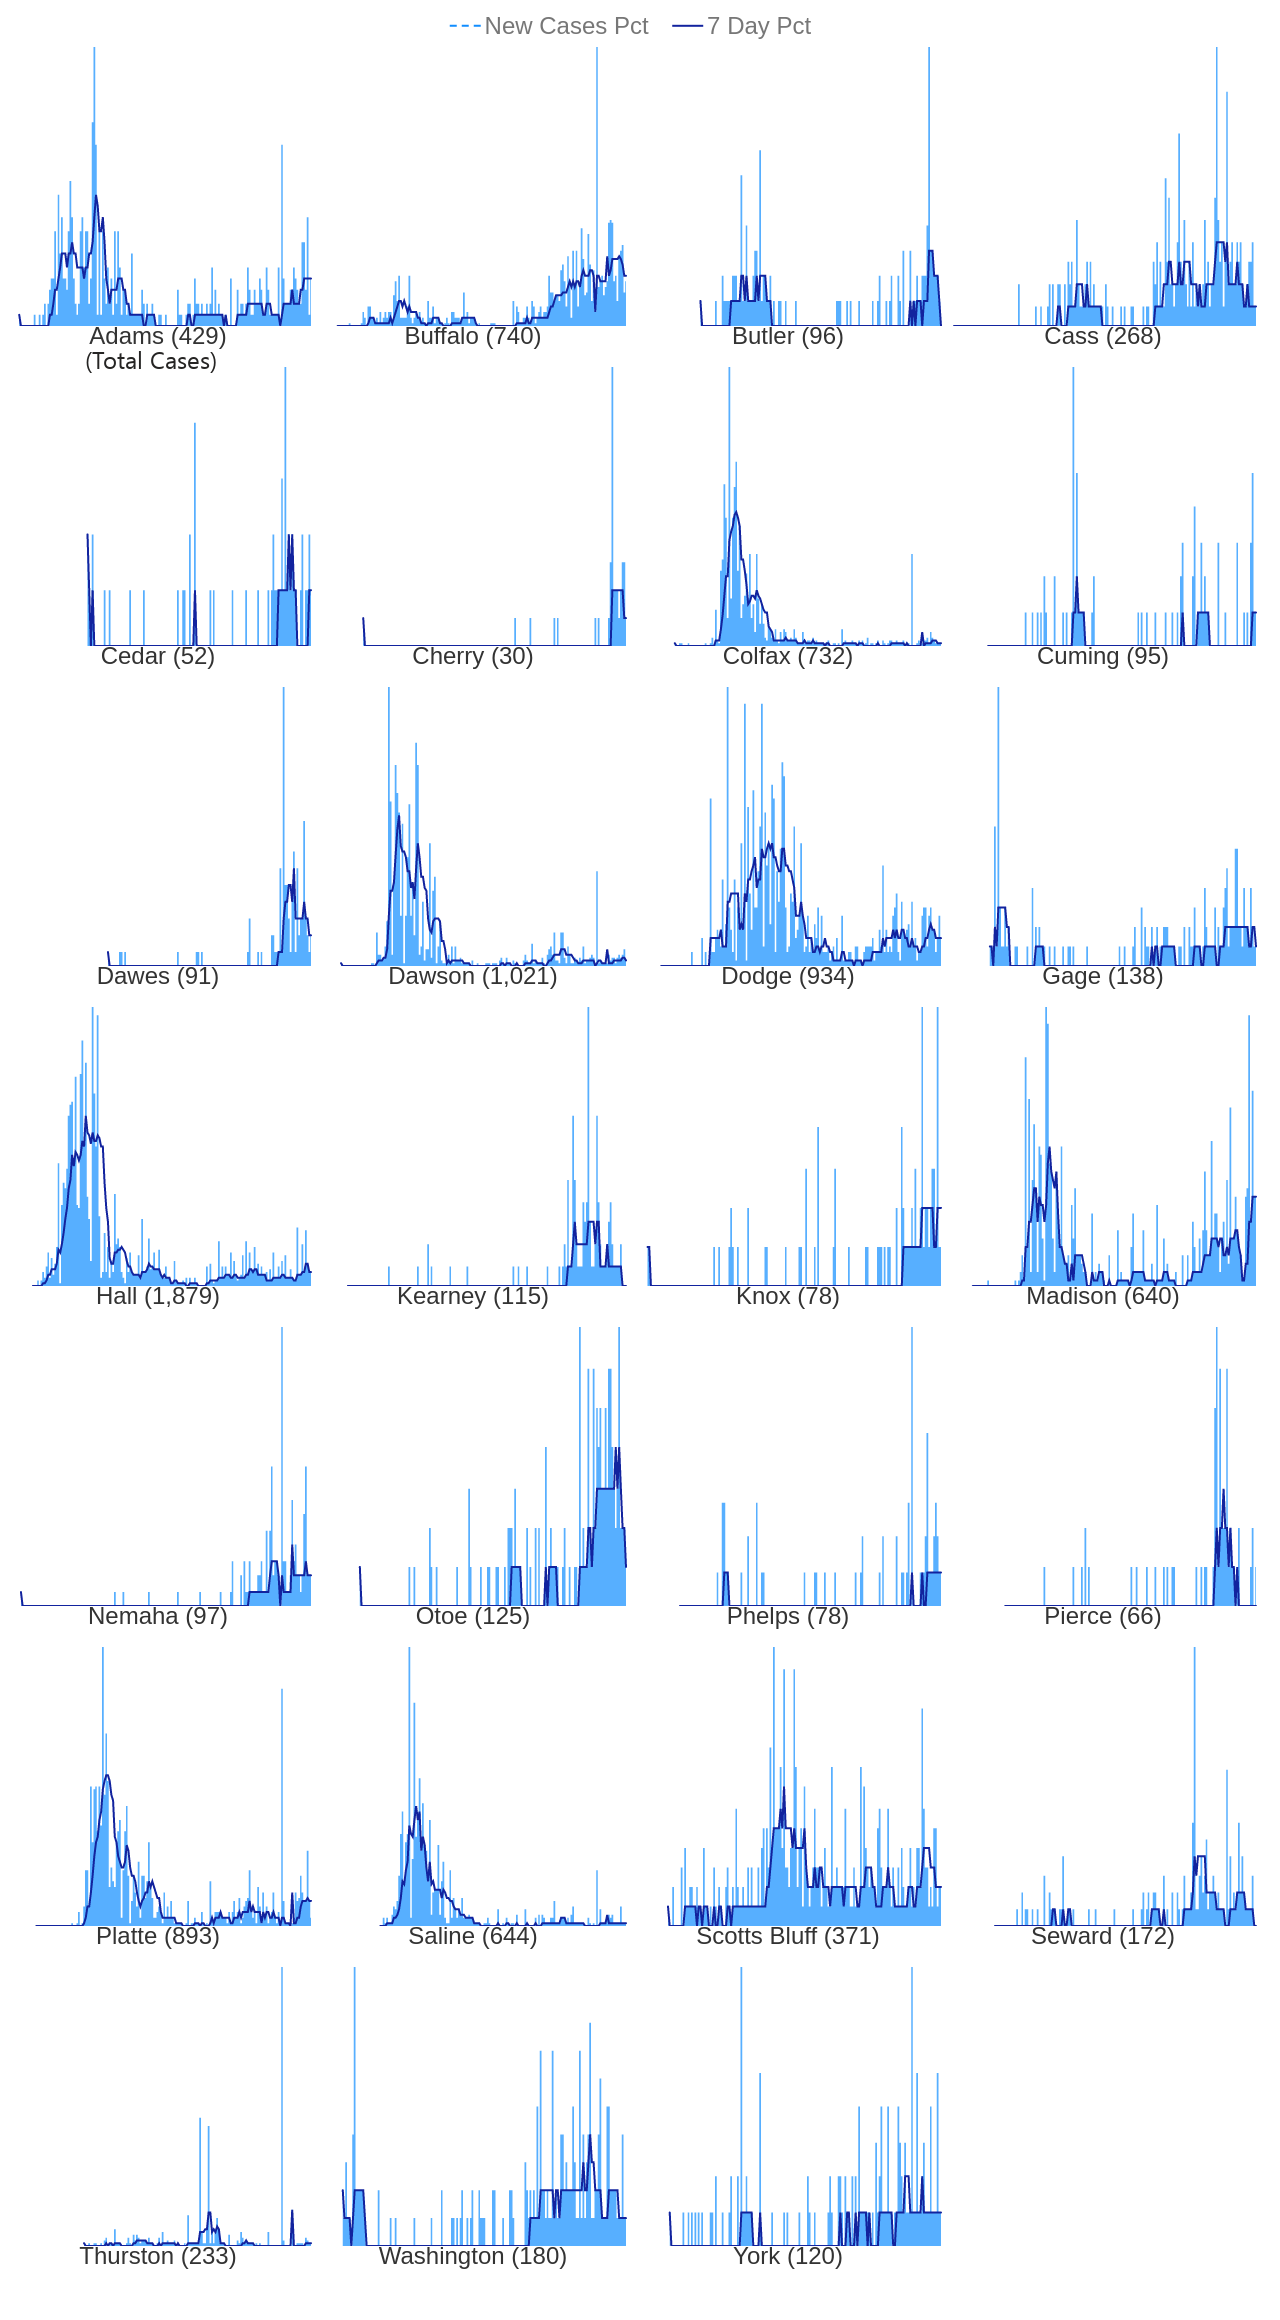 New Cases Pct 7 Day Pct
Adams (429) Buffalo (740) Butler (96) Cass (268)
(Total Cases)
Cedar (52) Cherry (30) Colfax (732) Cuming (95)
Dawes (91) Dawson (1,021) Dodge (934) Gage (138)
Hall (1,879) Kearney (115) Knox (78) Madison (640)
Nemaha (97) Otoe (125) Phelps (78) Pierce (66)
Platte (893) Saline (644) Scotts Bluff (371) Seward (172)
Thurston (233) Washington (180) York (120)